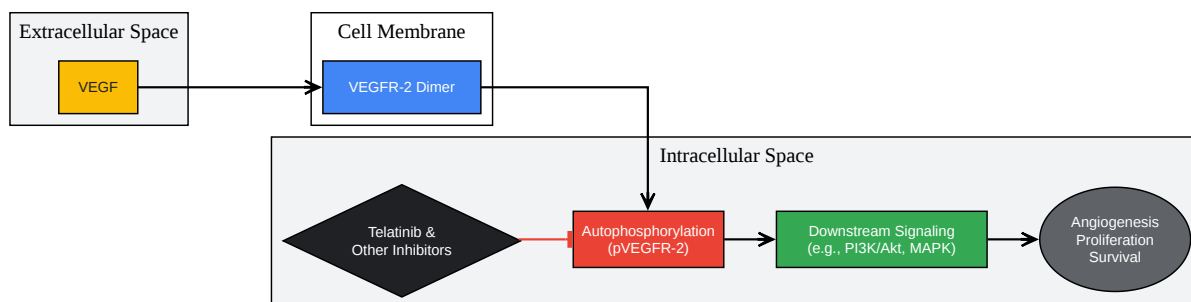 Extracellular Space
VEGF
Cell Membrane
VEGFR-2 Dimer
Intracellular Space
Telatinib &
Other Inhibitors
Autophosphorylation
(pVEGFR-2)
Downstream Signaling
(e.g., PI3K/Akt, MAPK)
Angiogenesis
Proliferation
Survival